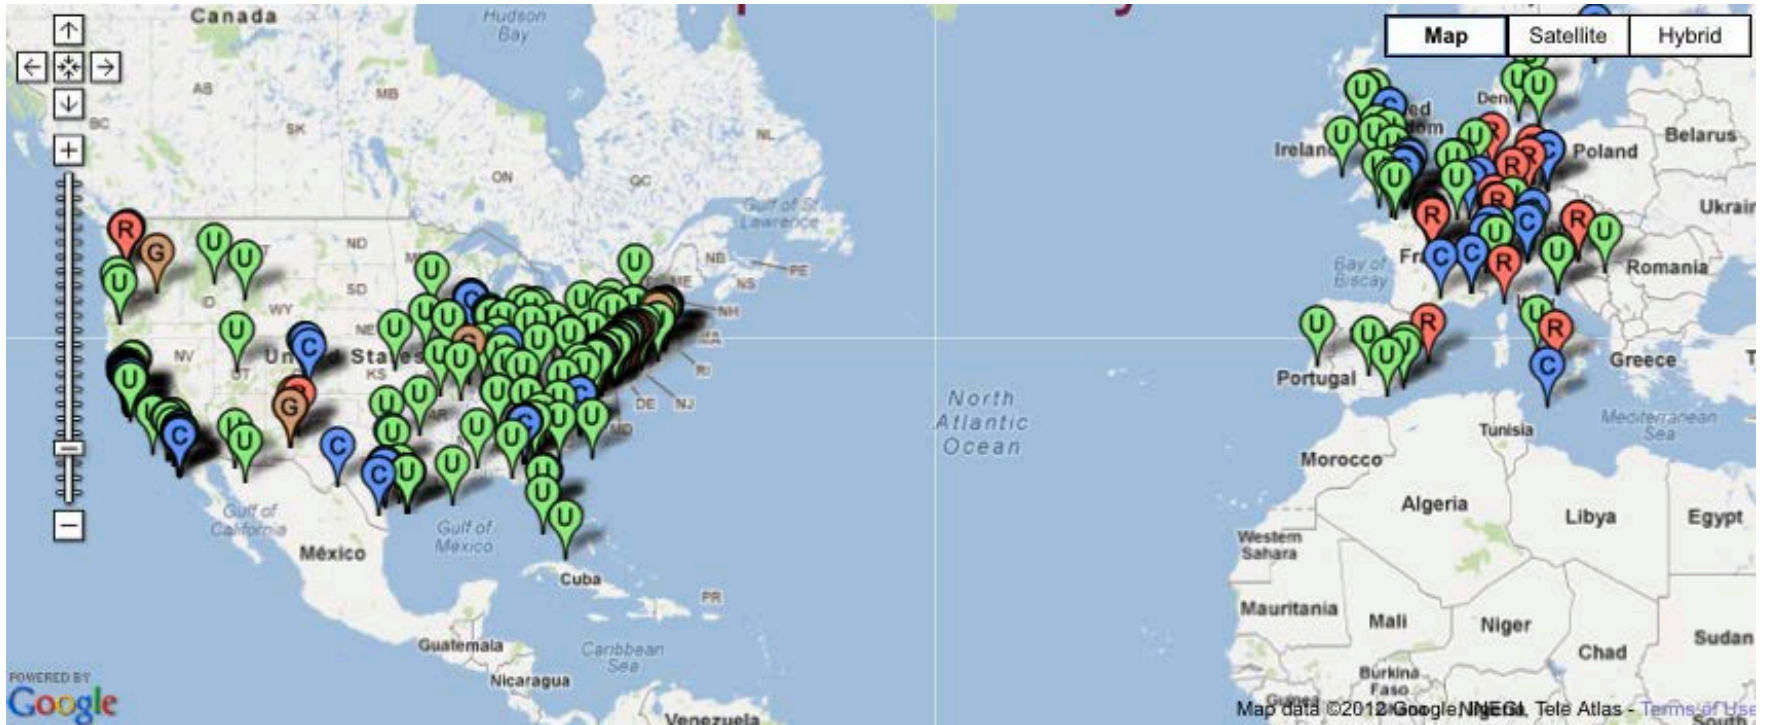 Canada
Hudson
Bay
Map
Satellite
Hybrid
AB
MB
BC
SK
NL
ON
QC
Ireland
Poland
Belarus
Gulf of St
Lawrence
ND
NB
PE
NS
ME
SD
ID
WY
NE
NH
MA
RI
NV
UT
United States
KS
AR
DE
NJ
MD
Bay of
Biscay
Romania
Portugal
Greece
North
Atlantic
Ocean
Mediterranean
Sea
Tunisia
Morocco
Algeria
Libya
Egypt
Western
Sahara
Gulf of
California
México
Gulf of
Mexico
Cuba
PR
Mauritania
Mali
Niger
Chad
Sudan
Guatemala
Caribbean
Sea
Nicaragua
Burkina
Faso
Venezuela
POWERED BY
Google
Map data ©2012 Google, INEGI, Tele Atlas - Terms of Use
U
C
R
G